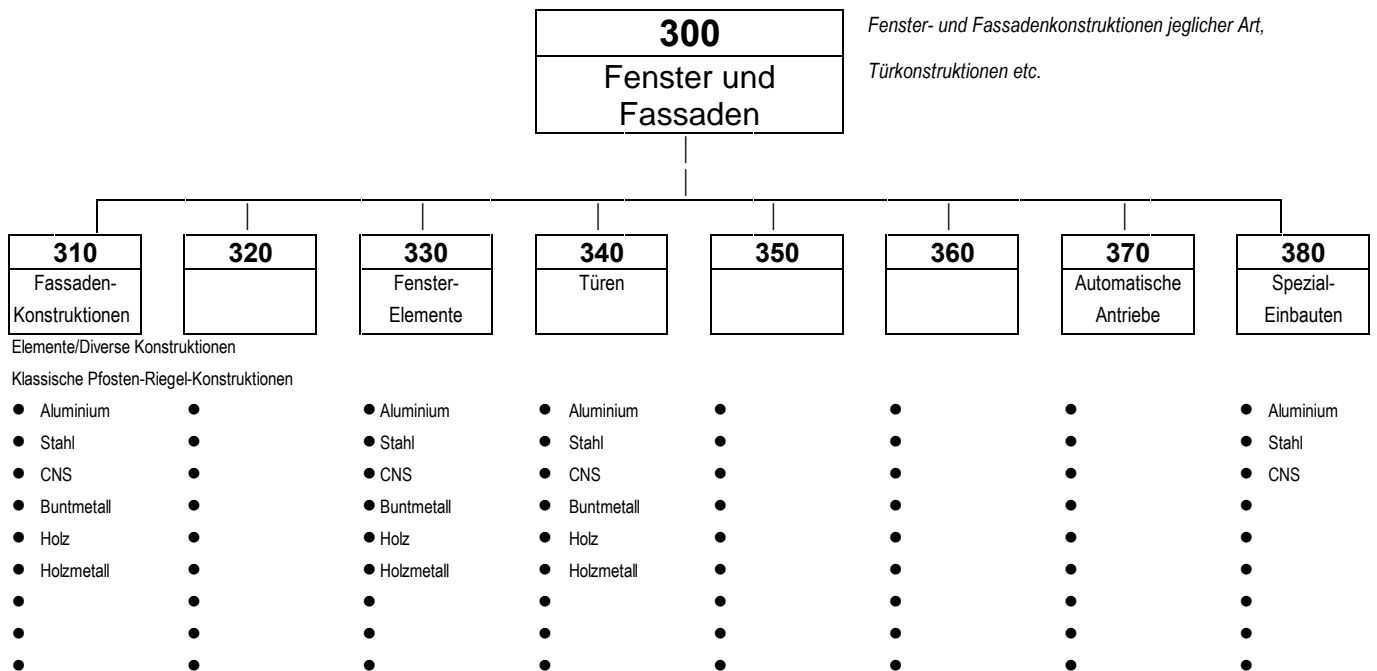 300
Fenster und
Fassaden
Fenster- und Fassadenkonstruktionen jeglicher Art,
Türkonstruktionen etc.
310
Fassaden-
Konstruktionen
320
330
Fenster-
Elemente
340
Türen
350
360
370
Automatische
Antriebe
380
Spezial-
Einbauten
Elemente/Diverse Konstruktionen
Klassische Pfosten-Riegel-Konstruktionen
● Aluminium ● ● Aluminium ● Aluminium ● ● ● ● Aluminium
● Stahl ● ● Stahl ● Stahl ● ● ● ● Stahl
● CNS ● ● CNS ● CNS ● ● ● ● CNS
● Buntmetall ● ● Buntmetall ● Buntmetall ● ● ● ●
● Holz ● ● Holz ● Holz ● ● ● ●
● Holzmetall ● ● Holzmetall ● Holzmetall ● ● ● ●
● ● ● ● ● ● ● ●
● ● ● ● ● ● ● ●
● ● ● ● ● ● ● ●